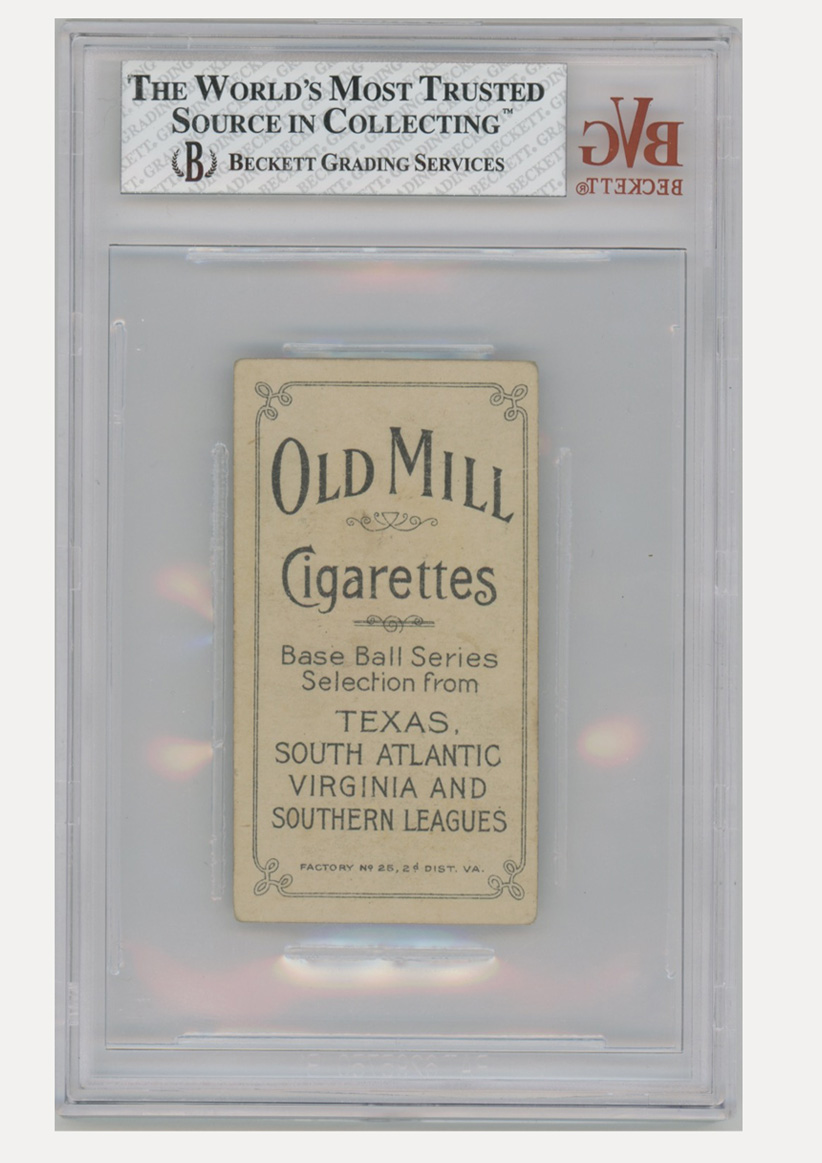 THE WORLD'S MOST TRUSTED
SOURCE IN COLLECTING™
B BECKETT GRADING SERVICES
BVG
BECKETT®
OLD MILL
Cigarettes
Base Ball Series
Selection from
TEXAS,
SOUTH ATLANTIC
VIRGINIA AND
SOUTHERN LEAGUES
FACTORY Nº 25, 2d DIST. VA.